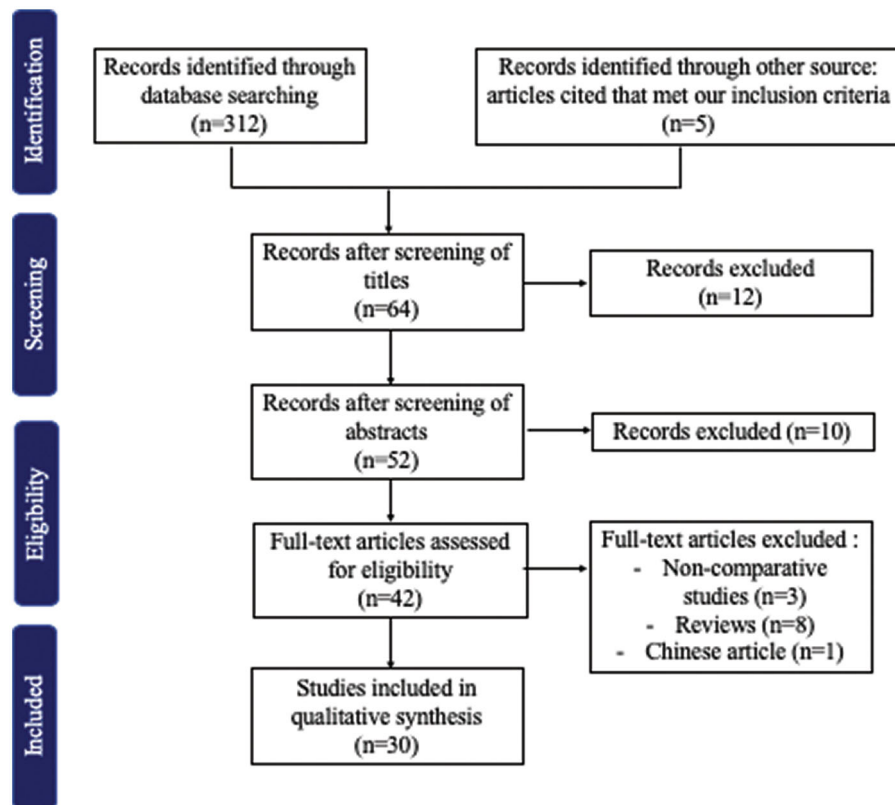 Identification
Records identified through
database searching
(n=312)
Records identified through other source:
articles cited that met our inclusion criteria
(n=5)
Screening
Records after screening of
titles
(n=64)
Records excluded
(n=12)
Records after screening of
abstracts
(n=52)
Records excluded (n=10)
Eligibility
Full-text articles assessed
for eligibility
(n=42)
Full-text articles excluded :
- Non-comparative
studies (n=3)
- Reviews (n=8)
- Chinese article (n=1)
Included
Studies included in
qualitative synthesis
(n=30)